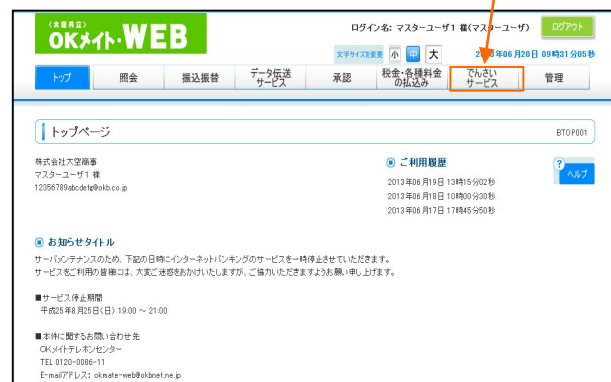 〈大垣共立〉
OKメイト・WEB
ログイン名: マスターユーザ1 様(マスターユーザ)
ログアウト
文字サイズを変更 小 中 大
06月20日 09時31分05秒
トップ 照会 振込振替 データ伝送サービス 承認 税金・各種料金の払込み でんさいサービス 管理
トップページ
BTOP001
株式会社大空商事
マスターユーザ1 様
12356789abcdefg@okb.co.jp
ご利用履歴
2013年06月19日 13時15分02秒
2013年06月18日 10時00分30秒
2013年06月17日 17時45分50秒
?
ヘルプ
お知らせタイトル
サーバメンテナンスのため、下記の日時にインターネットバンキングのサービスを一時停止させていただきます。
サービスをご利用の皆様には、大変ご迷惑をおかけいたしますが、ご協力いただきますようお願い申し上げます。
■サービス停止期間
平成25年8月25日(日) 19:00 ~ 21:00
■本件に関するお問い合わせ先
OKメイトテレホンセンター
TEL 0120-0086-11
E-mailアドレス: okmate-web@okbnet.ne.jp